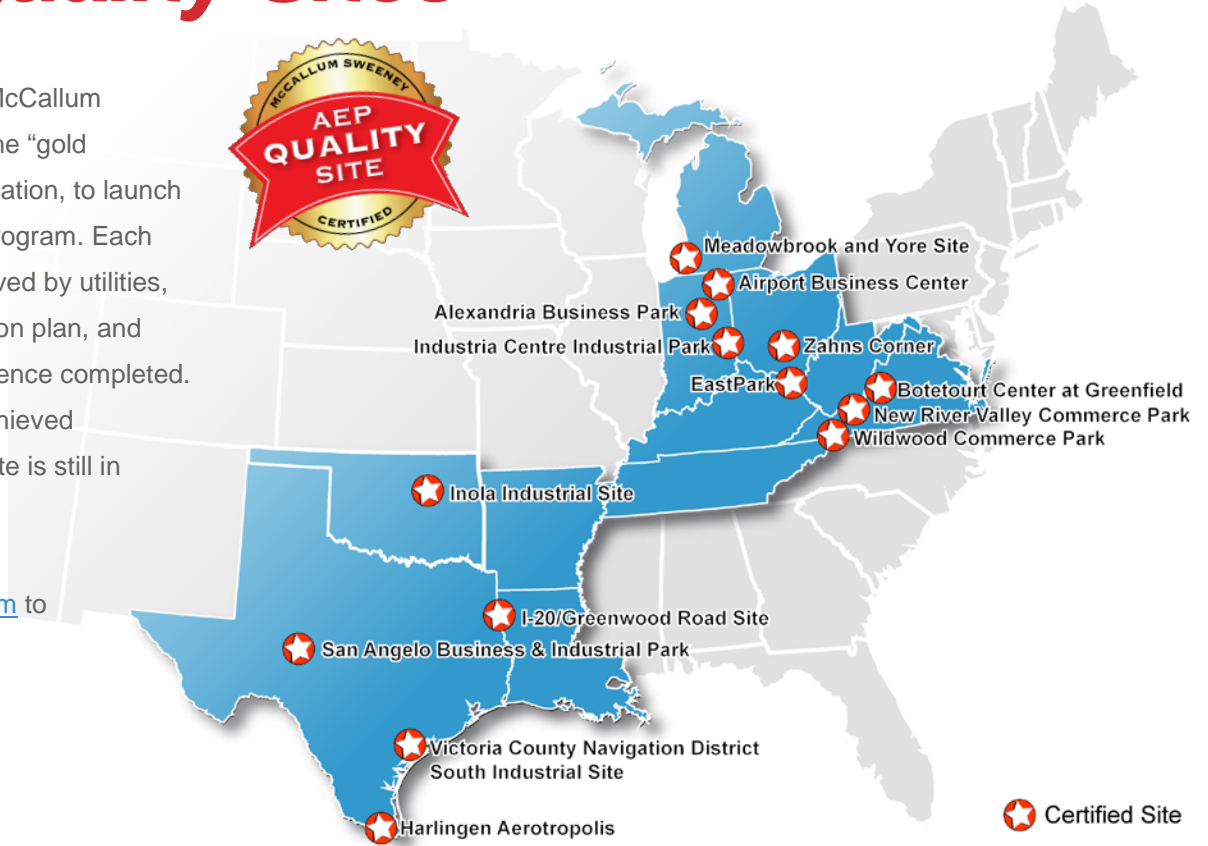 uality Sites
McCallum
he “gold
ation, to launch
rogram. Each
ved by utilities,
on plan, and
ence completed.
hieved
te is still in
m to
McCALLUM SWEENEY
AEP
QUALITY
SITE
CERTIFIED
Meadowbrook and Yore Site
Airport Business Center
Alexandria Business Park
Industria Centre Industrial Park
Zahns Corner
EastPark
Botetourt Center at Greenfield
New River Valley Commerce Park
Wildwood Commerce Park
Inola Industrial Site
I-20/Greenwood Road Site
San Angelo Business & Industrial Park
Victoria County Navigation District
South Industrial Site
Harlingen Aerotropolis
Certified Site